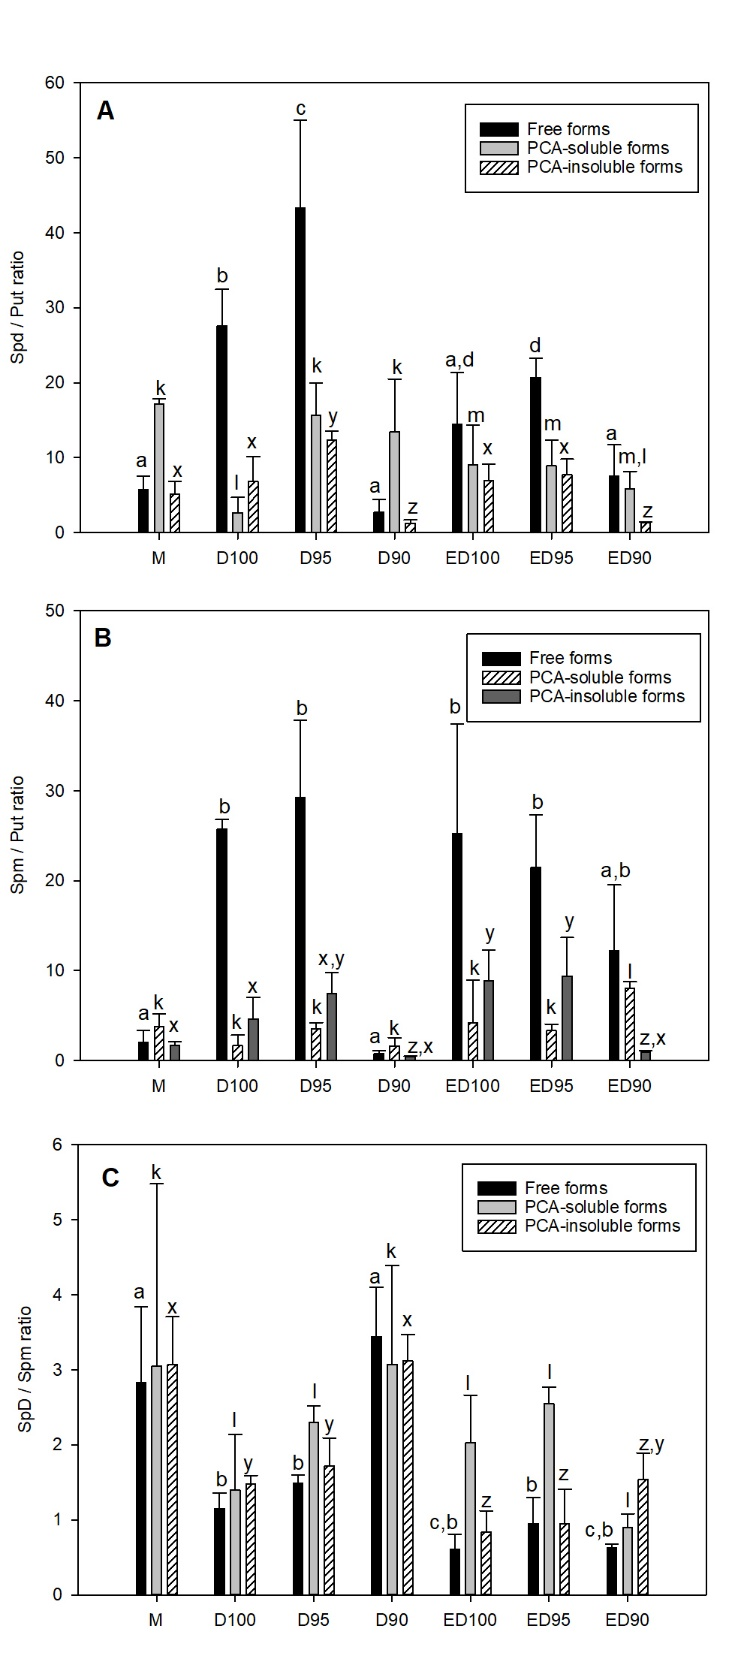 A
Free forms
PCA-soluble forms
PCA-insoluble forms
Spd / Put ratio
60
50
40
30
20
10
0
a k x
b l x
c k y
a k z
a,d m x
d m x
a m,l z
M D100 D95 D90 ED100 ED95 ED90
B
Free forms
PCA-soluble forms
PCA-insoluble forms
Spm / Put ratio
50
40
30
20
10
0
a k x
b k x
b k x,y
a k z,x
b k y
b k y
a,b l z,x
M D100 D95 D90 ED100 ED95 ED90
C
Free forms
PCA-soluble forms
PCA-insoluble forms
SpD / Spm ratio
6
5
4
3
2
1
0
a k x
b l y
b l y
a k x
c,b l z
b l z
c,b l z,y
M D100 D95 D90 ED100 ED95 ED90